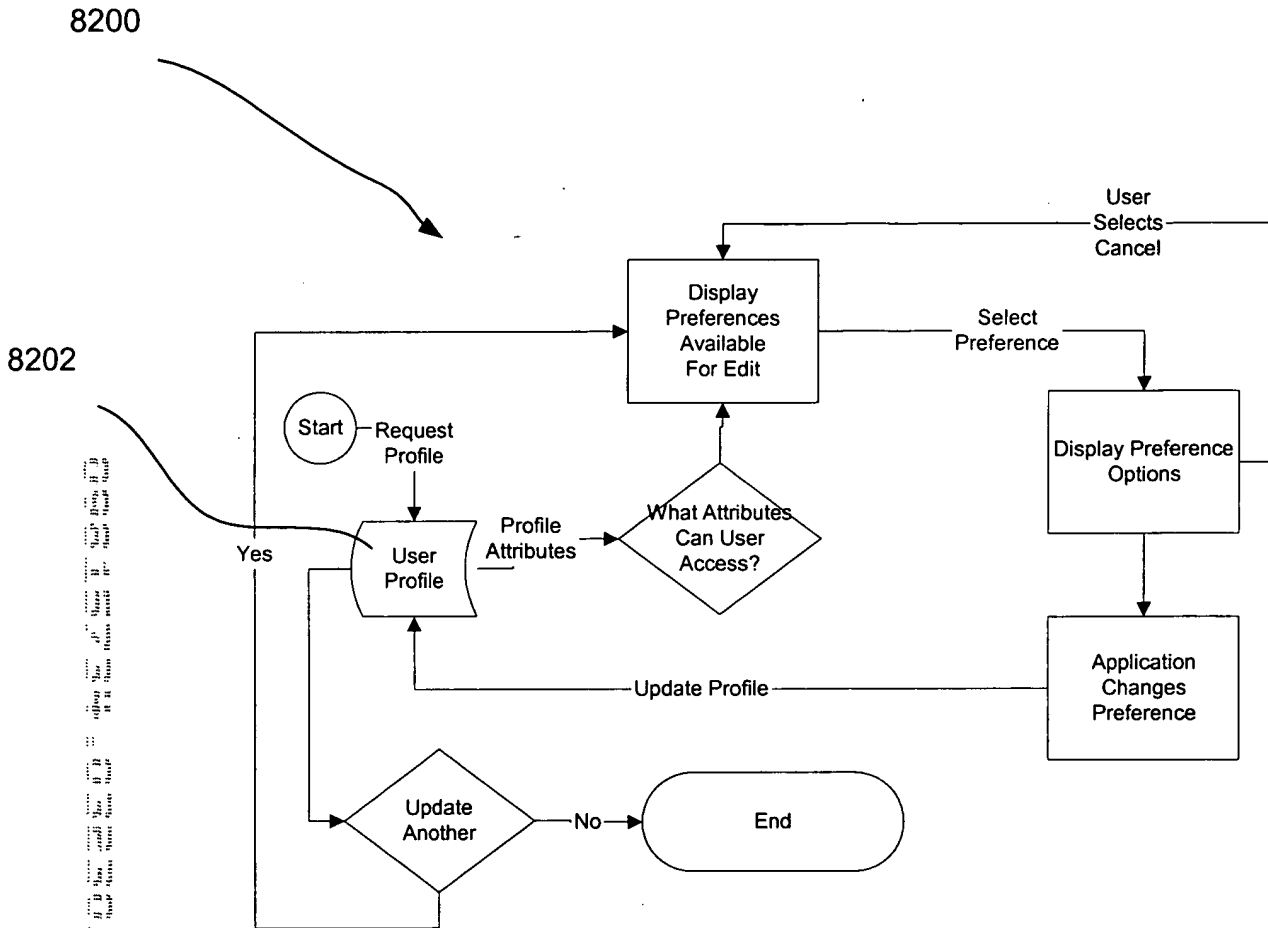 8200
User
Selects
Cancel
Display
Preferences
Available
For Edit
Select
Preference
8202
Start
Request
Profile
Display Preference
Options
What Attributes
Can User
Access?
Profile
Attributes
User
Profile
Yes
Application
Changes
Preference
Update Profile
Update
Another
No
End